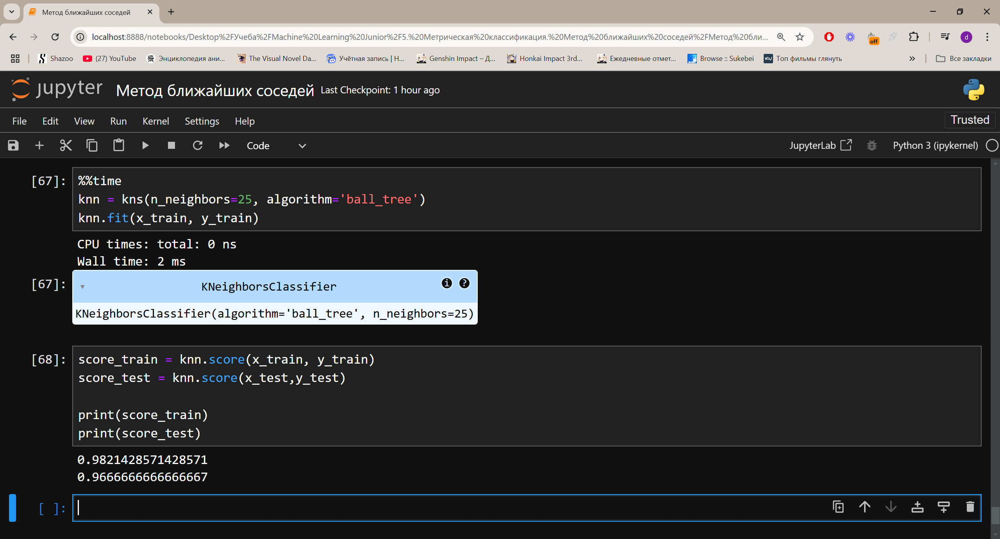 Метод ближайших соседей
localhost:8888/notebooks/Desktop%2FУчеба%2FMachine%20Learning%20Junior%2F5.%20Метрическая%20классификация.%20Метод%20ближайших%20соседей%2FМетод%20бли...
off
d
Shazoo
(27) YouTube
Энциклопедия ани...
The Visual Novel Da...
Учётная запись | H...
Genshin Impact – Д...
Honkai Impact 3rd...
Ежедневные отмет...
Browse :: Sukebei
Топ фильмы глянуть
»
Все закладки
jupyter Метод ближайших соседей Last Checkpoint: 1 hour ago
File Edit View Run Kernel Settings Help
Trusted
Code
JupyterLab
Python 3 (ipykernel)
[67]: %%time
knn = kns(n_neighbors=25, algorithm='ball_tree')
knn.fit(x_train, y_train)
CPU times: total: 0 ns
Wall time: 2 ms
[67]: KNeighborsClassifier i ?
KNeighborsClassifier(algorithm='ball_tree', n_neighbors=25)
[68]: score_train = knn.score(x_train, y_train)
score_test = knn.score(x_test,y_test)
print(score_train)
print(score_test)
0.9821428571428571
0.9666666666666667
[ ]: